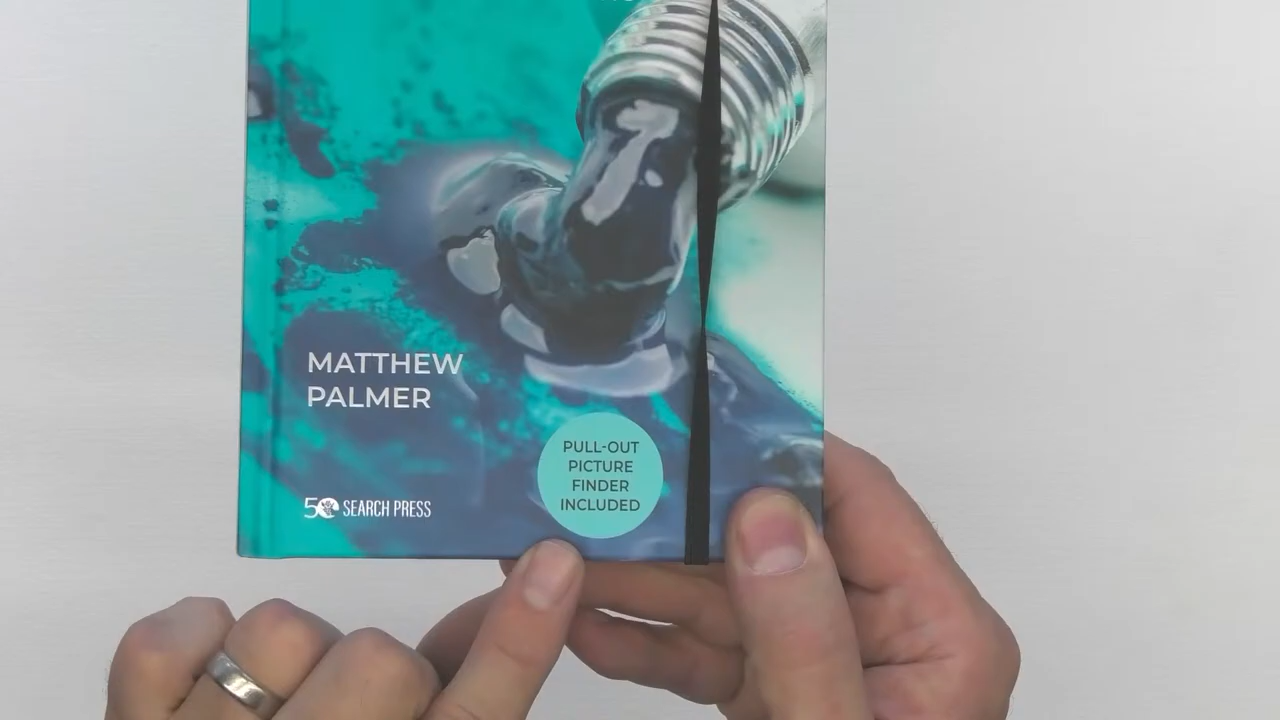 MATTHEW
PALMER
PULL-OUT
PICTURE
FINDER
INCLUDED
50 SEARCH PRESS